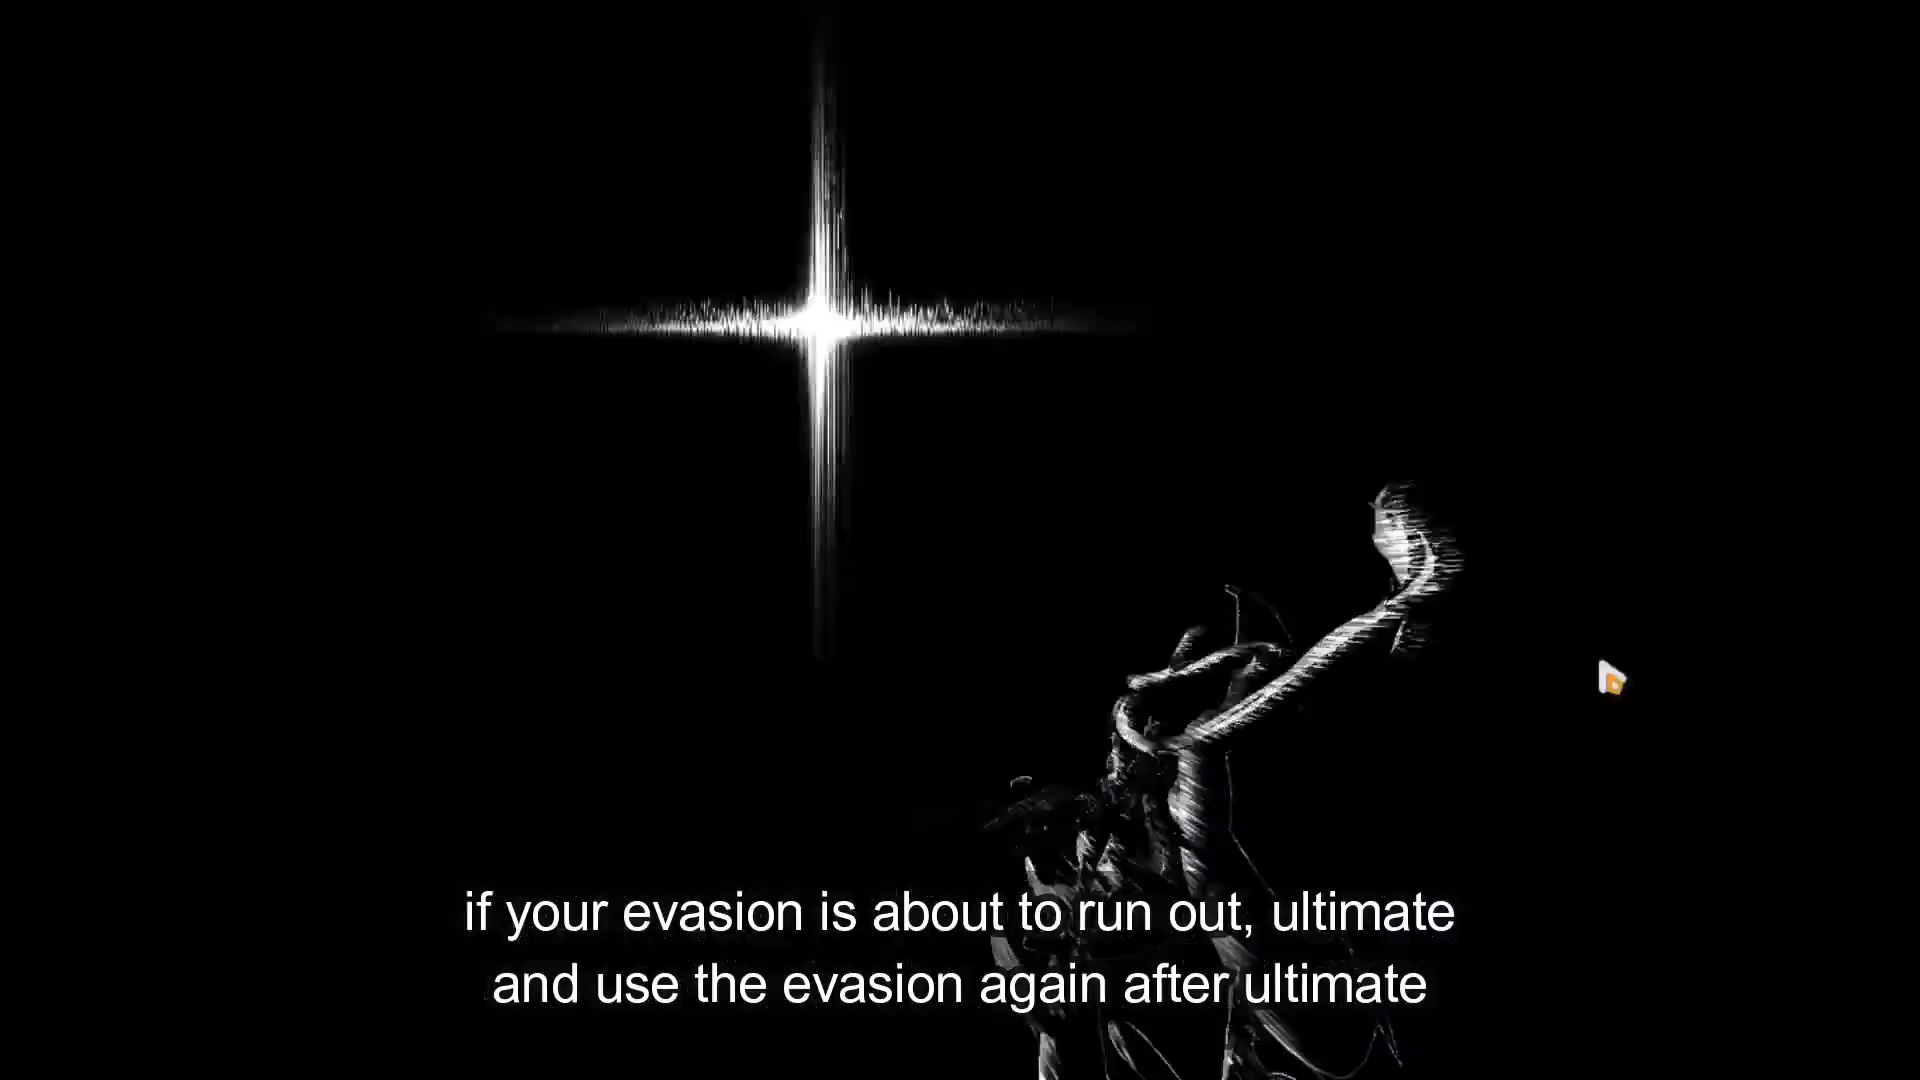 if your evasion is about to run out, ultimate
and use the evasion again after ultimate